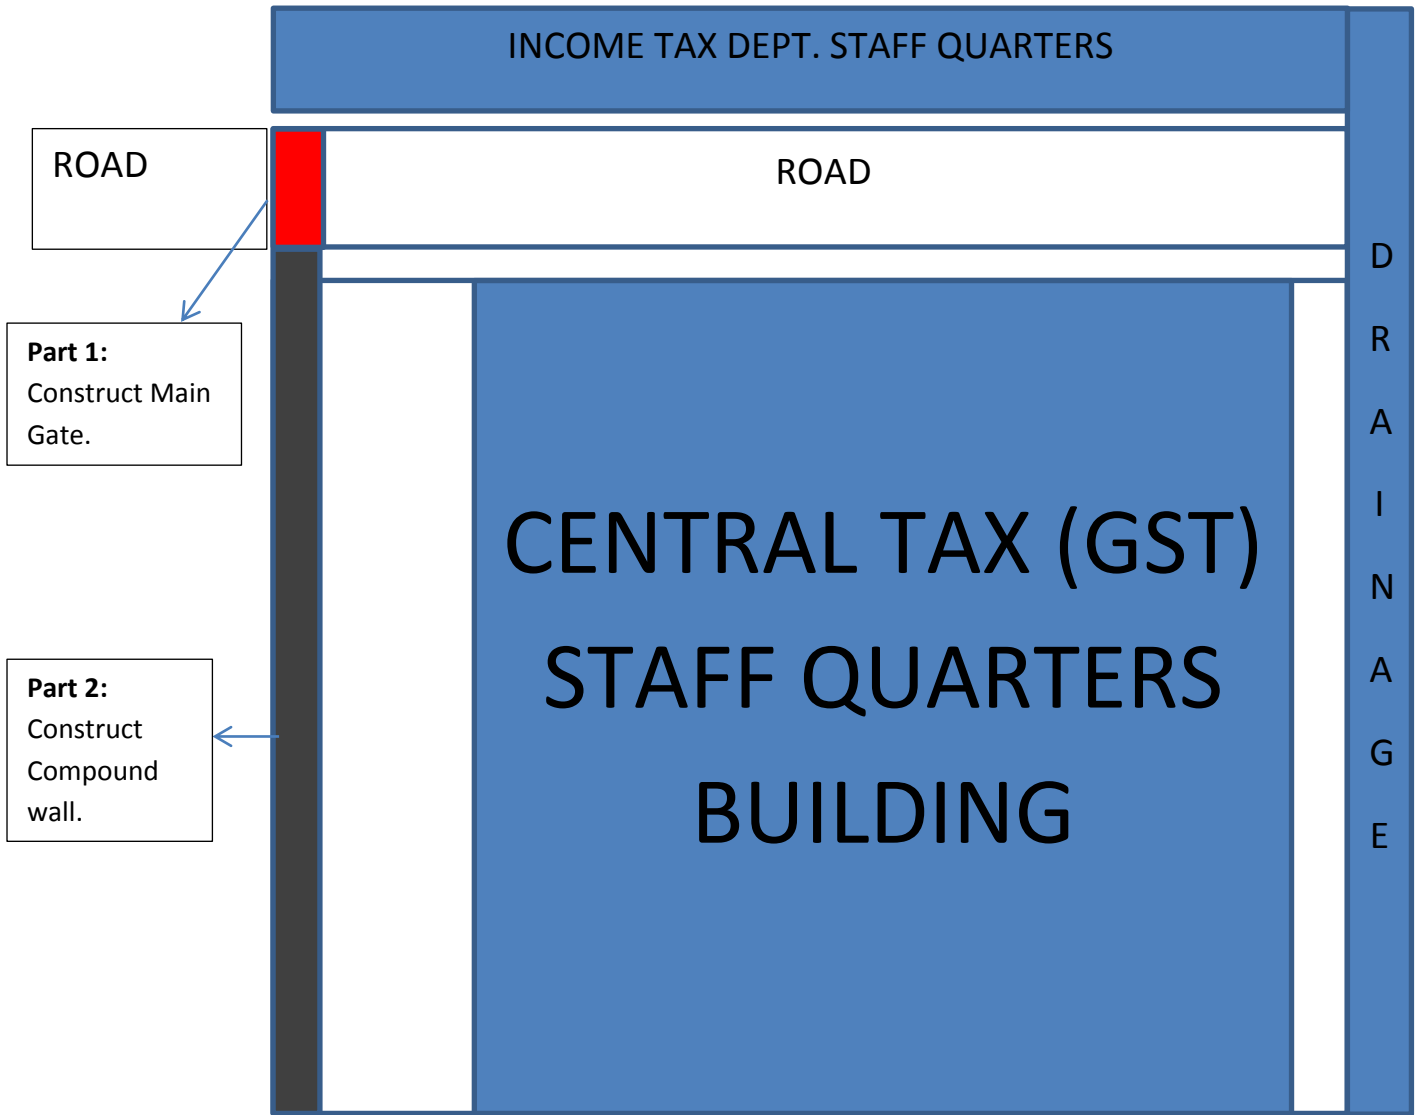 INCOME TAX DEPT. STAFF QUARTERS
ROAD
ROAD
Part 1:
Construct Main
Gate.
Part 2:
Construct
Compound
wall.
CENTRAL TAX (GST)
STAFF QUARTERS
BUILDING
D
R
A
I
N
A
G
E